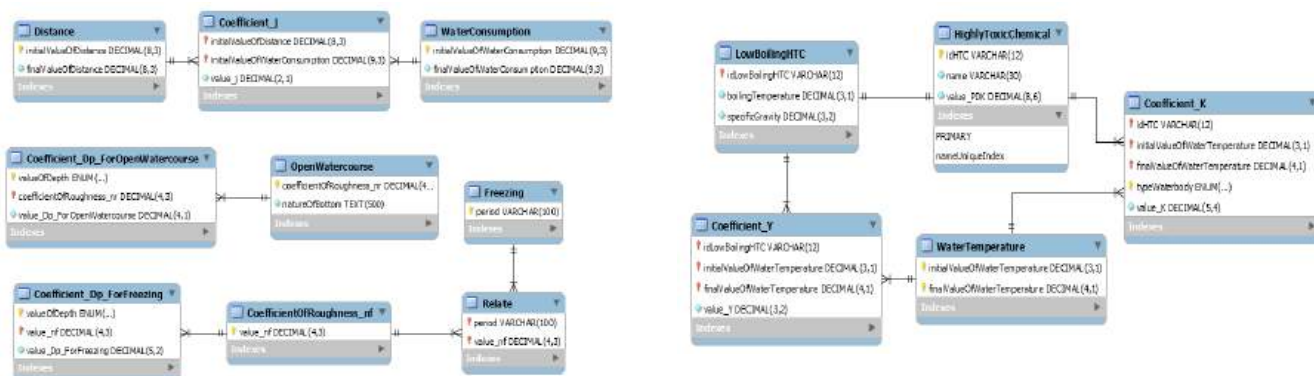 Distance
initialValueOfDistance DECIMAL(8,3)
finalValueOfDistance DECIMAL(8,3)
Indexes
Coefficient_j
initialValueOfDistance DECIMAL(8,3)
initialValueOfWaterConsumption DECIMAL(9,3)
value_j DECIMAL(2,1)
Indexes
WaterConsumption
initialValueOfWaterConsumption DECIMAL(9,3)
finalValueOfWaterConsumption DECIMAL(9,3)
Indexes
Coefficient_Dp_ForOpenWatercourse
valueOfDepth ENUM(...)
coefficientOfRoughness_nr DECIMAL(4,3)
value_Dp_ForOpenWatercourse DECIMAL(4,1)
Indexes
OpenWatercourse
coefficientOfRoughness_nr DECIMAL(4...
natureOfBottom TEXT(500)
Indexes
Freezing
period VARCHAR(100)
Indexes
Coefficient_Dp_ForFreezing
valueOfDepth ENUM(...)
value_nf DECIMAL(4,3)
value_Dp_ForFreezing DECIMAL(5,2)
Indexes
CoefficientOfRoughness_nf
value_nf DECIMAL(4,3)
Indexes
Relate
period VARCHAR(100)
value_nf DECIMAL(4,3)
Indexes
LowBoilingHTC
idLowBoilingHTC VARCHAR(12)
boilingTemperature DECIMAL(3,1)
specificGravity DECIMAL(3,2)
Indexes
HighlyToxicChemical
idHTC VARCHAR(12)
name VARCHAR(30)
value_PDK DECIMAL(8,6)
Indexes
PRIMARY
nameUniqueIndex
Coefficient_K
idHTC VARCHAR(12)
initialValueOfWaterTemperature DECIMAL(3,1)
finalValueOfWaterTemperature DECIMAL(4,1)
typeWaterbody ENUM(...)
value_K DECIMAL(5,4)
Indexes
Coefficient_Y
idLowBoilingHTC VARCHAR(12)
initialValueOfWaterTemperature DECIMAL(3,1)
finalValueOfWaterTemperature DECIMAL(4,1)
value_Y DECIMAL(3,2)
Indexes
WaterTemperature
initialValueOfWaterTemperature DECIMAL(3,1)
finalValueOfWaterTemperature DECIMAL(4,1)
Indexes